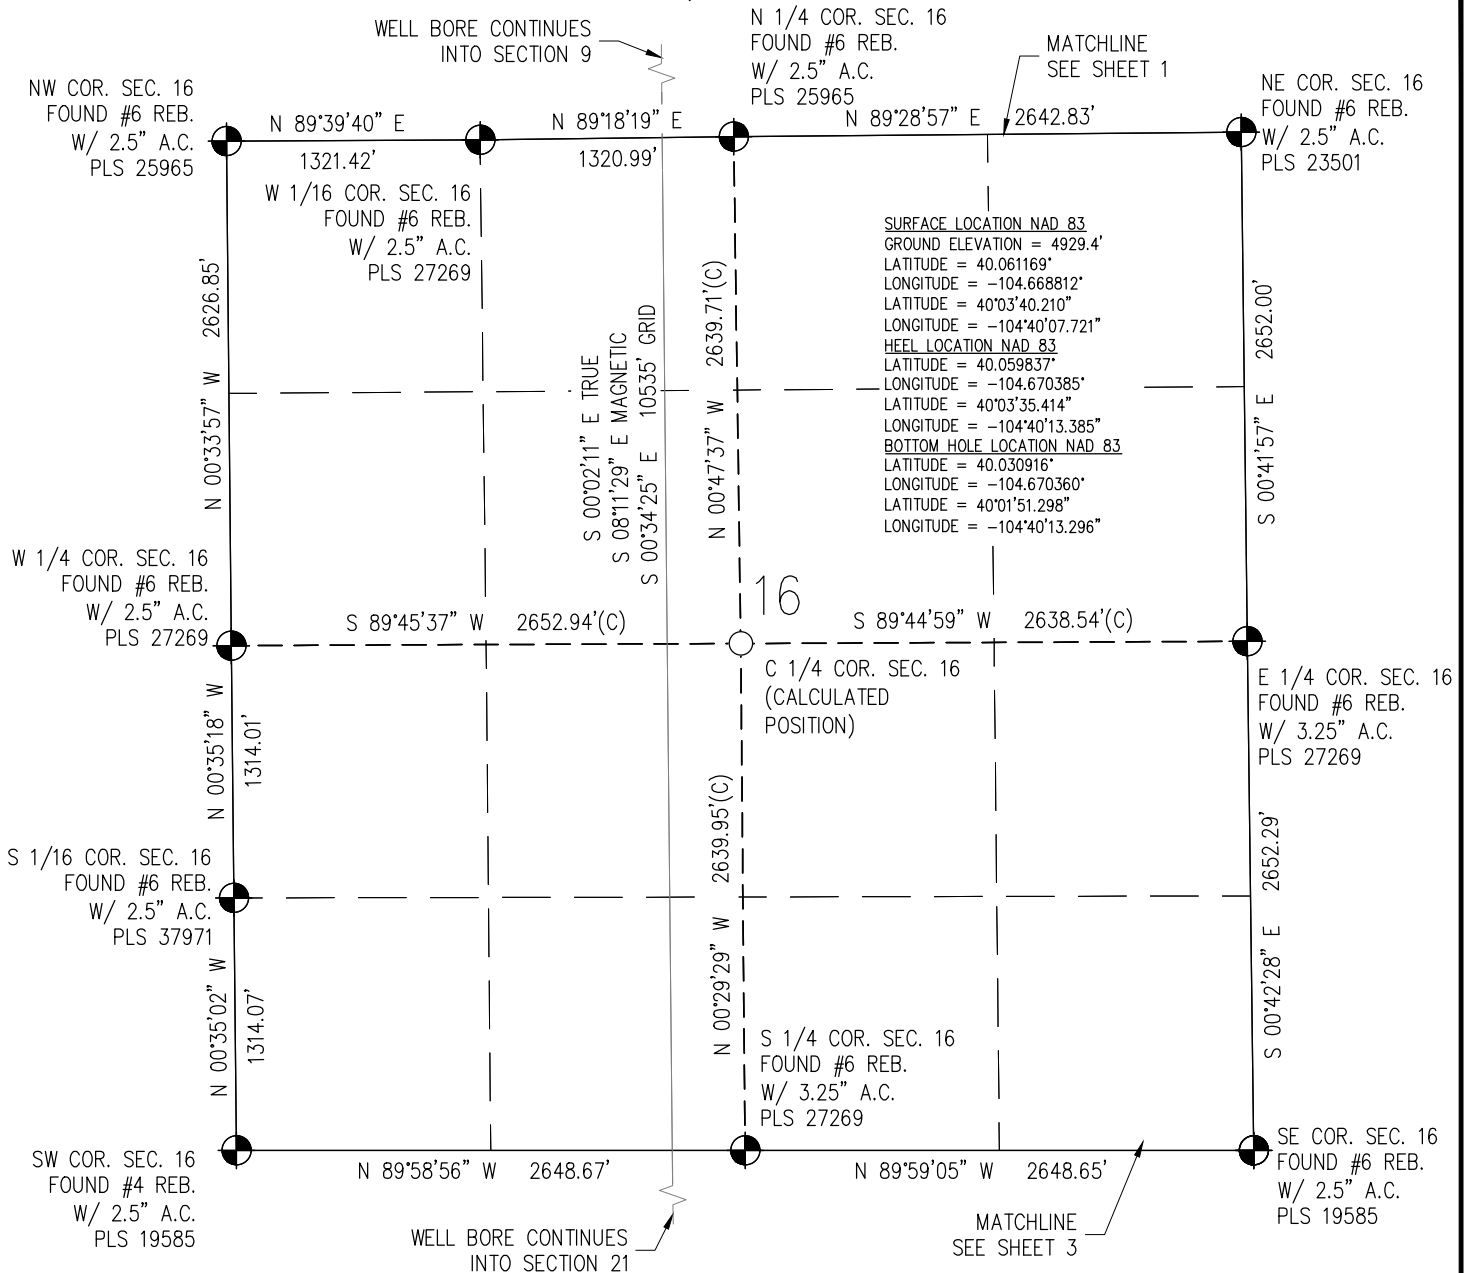 WELL BORE CONTINUES
INTO SECTION 9
N 1/4 COR. SEC. 16
FOUND #6 REB.
W/ 2.5" A.C.
PLS 25965
MATCHLINE
SEE SHEET 1
NW COR. SEC. 16
FOUND #6 REB.
W/ 2.5" A.C.
PLS 25965
NE COR. SEC. 16
FOUND #6 REB.
W/ 2.5" A.C.
PLS 23501
N 89°39'40" E
1321.42'
N 89°18'19" E
1320.99'
N 89°28'57" E 2642.83'
W 1/16 COR. SEC. 16
FOUND #6 REB.
W/ 2.5" A.C.
PLS 27269
SURFACE LOCATION NAD 83
GROUND ELEVATION = 4929.4'
LATITUDE = 40.061169°
LONGITUDE = -104.668812°
LATITUDE = 40°03'40.210"
LONGITUDE = -104°40'07.721"
HEEL LOCATION NAD 83
LATITUDE = 40.059837°
LONGITUDE = -104.670385°
LATITUDE = 40°03'35.414"
LONGITUDE = -104°40'13.385"
BOTTOM HOLE LOCATION NAD 83
LATITUDE = 40.030916°
LONGITUDE = -104.670360°
LATITUDE = 40°01'51.298"
LONGITUDE = -104°40'13.296"
N 00°33'57" W 2626.85'
S 00°02'11" E TRUE
S 08°11'29" E MAGNETIC
S 00°34'25" E 10535' GRID
N 00°47'37" W 2639.71'(C)
S 00°41'57" E 2652.00'
W 1/4 COR. SEC. 16
FOUND #6 REB.
W/ 2.5" A.C.
PLS 27269
16
S 89°45'37" W 2652.94'(C)
S 89°44'59" W 2638.54'(C)
C 1/4 COR. SEC. 16
(CALCULATED
POSITION)
E 1/4 COR. SEC. 16
FOUND #6 REB.
W/ 3.25" A.C.
PLS 27269
N 00°35'18" W
1314.01'
S 1/16 COR. SEC. 16
FOUND #6 REB.
W/ 2.5" A.C.
PLS 37971
N 00°29'29" W 2639.95'(C)
S 00°42'28" E 2652.29'
N 00°35'02" W
1314.07'
S 1/4 COR. SEC. 16
FOUND #6 REB.
W/ 3.25" A.C.
PLS 27269
SW COR. SEC. 16
FOUND #4 REB.
W/ 2.5" A.C.
PLS 19585
N 89°58'56" W 2648.67'
N 89°59'05" W 2648.65'
SE COR. SEC. 16
FOUND #6 REB.
W/ 2.5" A.C.
PLS 19585
WELL BORE CONTINUES
INTO SECTION 21
MATCHLINE
SEE SHEET 3